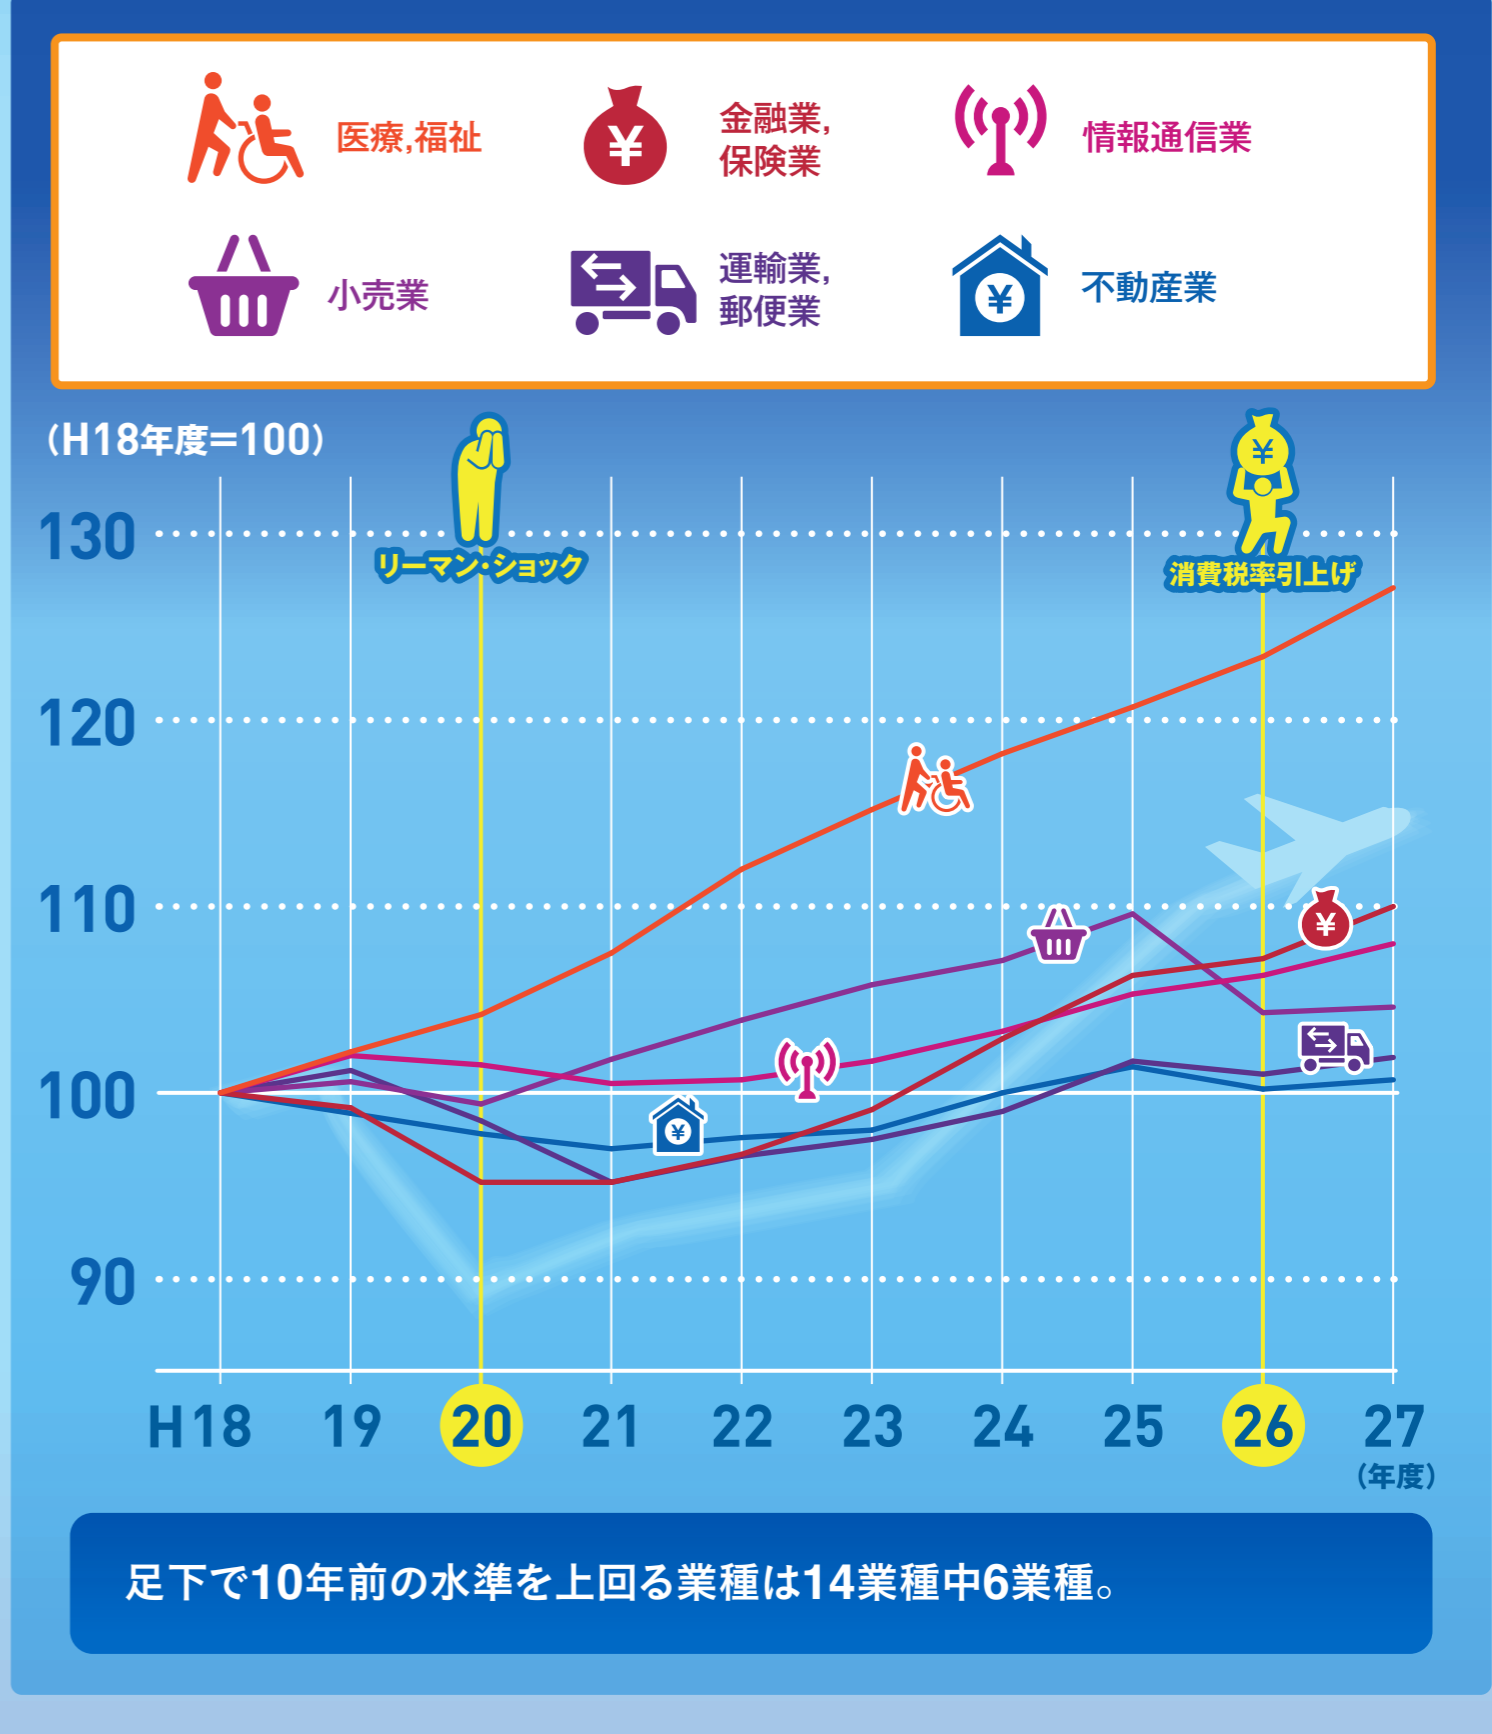 医療,福祉
金融業,
保険業
情報通信業
¥
小売業
運輸業,
郵便業
不動産業
¥
(H18年度=100)
¥
130
リーマン・ショック
消費税率引上げ
120
110
¥
100
¥
90
H18 19 20 21 22 23 24 25 26 27
(年度)
足下で10年前の水準を上回る業種は14業種中6業種。